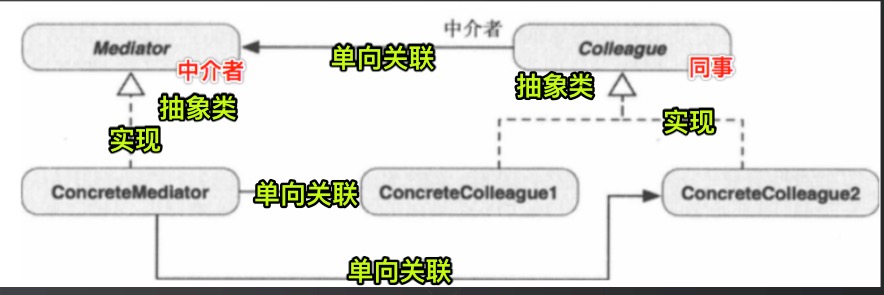 中介者
Mediator
Colleague
单向关联
中介者
同事
抽象类
抽象类
实现
实现
ConcreteMediator
单向关联
ConcreteColleague1
ConcreteColleague2
单向关联